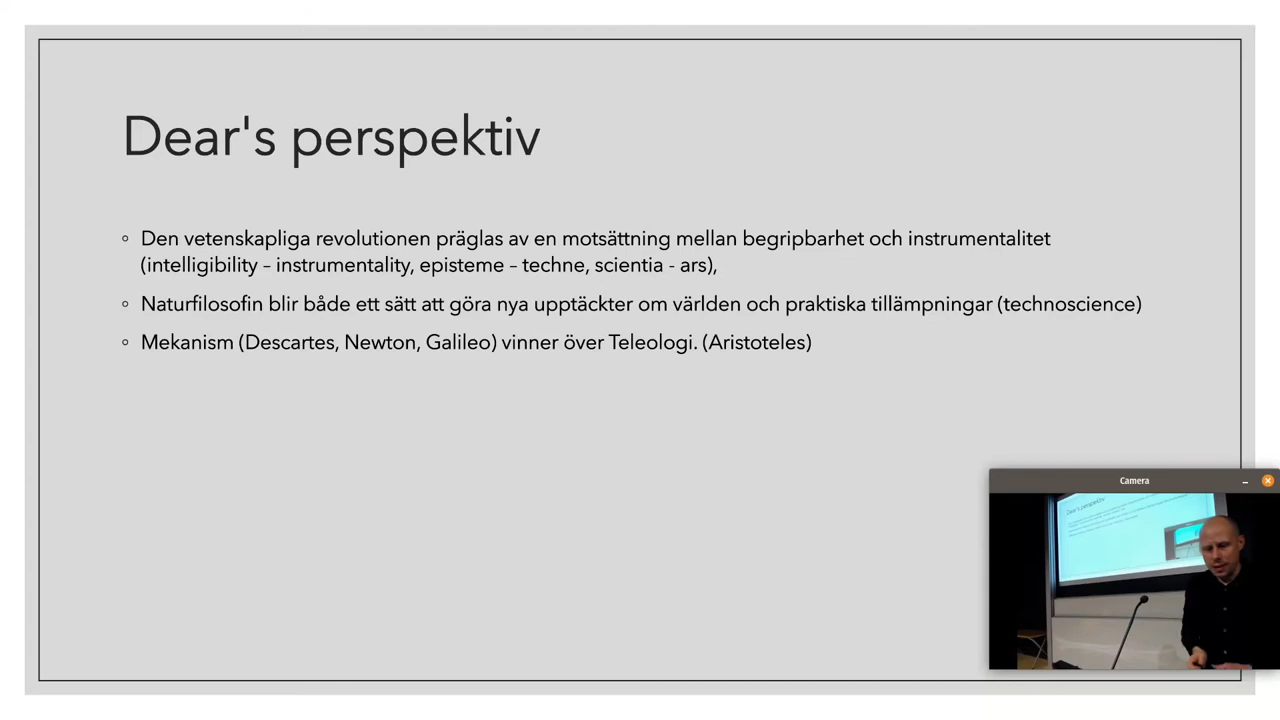 Dear's perspektiv
Den vetenskapliga revolutionen präglas av en motsättning mellan begripbarhet och instrumentalitet
(intelligibility – instrumentality, episteme – techne, scientia - ars),
Naturfilosofin blir både ett sätt att göra nya upptäckter om världen och praktiska tillämpningar (technoscience)
Mekanism (Descartes, Newton, Galileo) vinner över Teleologi. (Aristoteles)
Camera
Dear's perspektiv